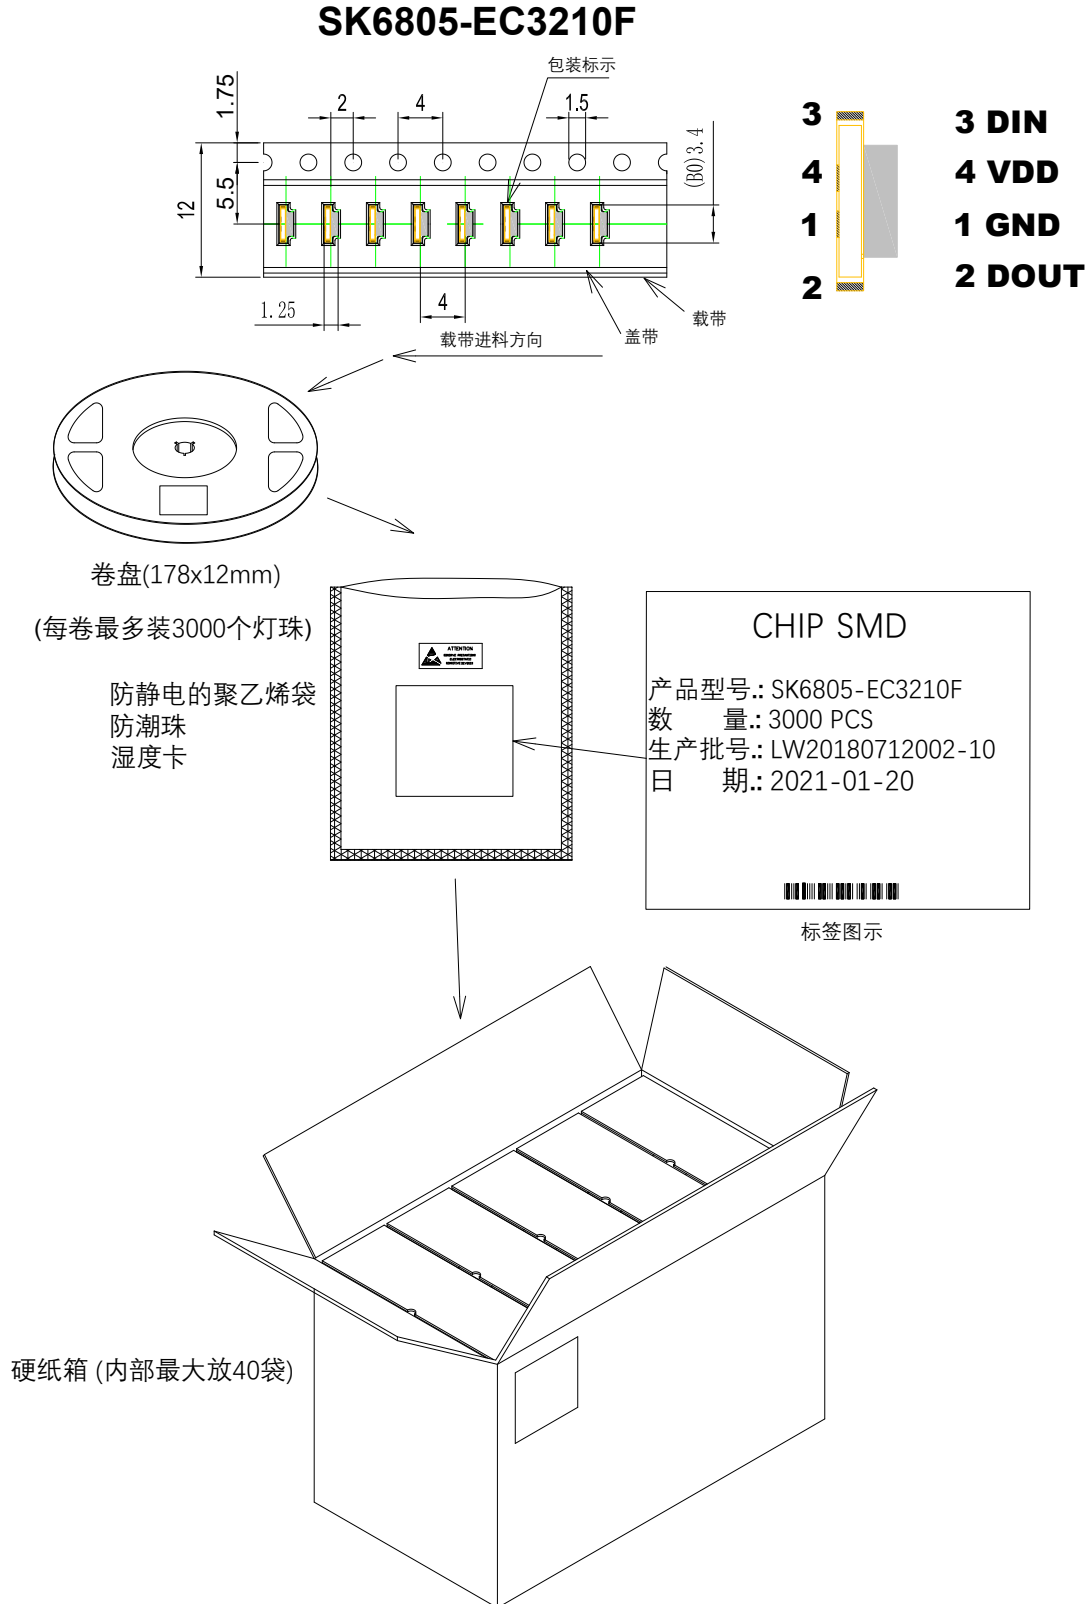 SK6805-EC3210F
包装标示
1.75
2
4
1.5
(B0)3.4
12
5.5
1.25
4
载带进料方向
盖带
载带
3
3 DIN
4
4 VDD
1
1 GND
2
2 DOUT
卷盘(178x12mm)
(每卷最多装3000个灯珠)
防静电的聚乙烯袋
防潮珠
湿度卡
ATTENTION
CHIP SMD
产品型号.: SK6805-EC3210F
数 量.: 3000 PCS
生产批号.: LW20180712002-10
日 期.: 2021-01-20
标签图示
硬纸箱 (内部最大放40袋)